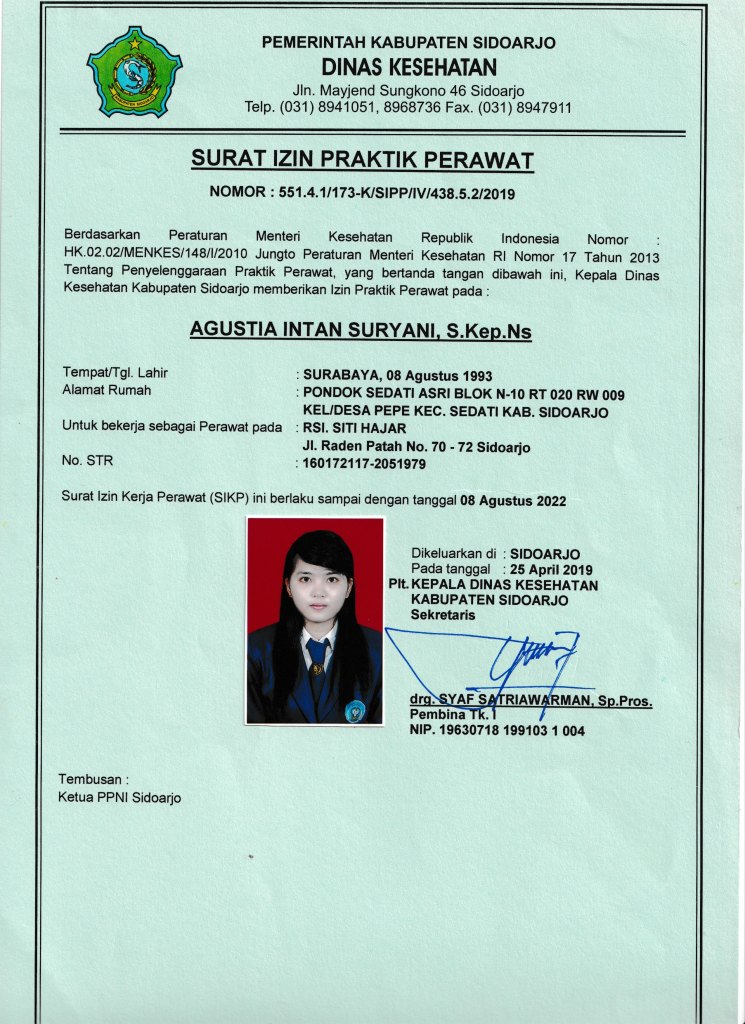 PEMERINTAH KABUPATEN SIDOARJO
DINAS KESEHATAN
Jln. Mayjend Sungkono 46 Sidoarjo
Telp. (031) 8941051, 8968736 Fax. (031) 8947911
SURAT IZIN PRAKTIK PERAWAT
NOMOR : 551.4.1/173-K/SIPP/IV/438.5.2/2019
Berdasarkan Peraturan Menteri Kesehatan Republik Indonesia Nomor :
HK.02.02/MENKES/148/I/2010 Jungto Peraturan Menteri Kesehatan RI Nomor 17 Tahun 2013
Tentang Penyelenggaraan Praktik Perawat, yang bertanda tangan dibawah ini, Kepala Dinas
Kesehatan Kabupaten Sidoarjo memberikan Izin Praktik Perawat pada :
AGUSTIA INTAN SURYANI, S.Kep.Ns
Tempat/Tgl. Lahir : SURABAYA, 08 Agustus 1993
Alamat Rumah : PONDOK SEDATI ASRI BLOK N-10 RT 020 RW 009
KEL/DESA PEPE KEC. SEDATI KAB. SIDOARJO
Untuk bekerja sebagai Perawat pada : RSI. SITI HAJAR
Jl. Raden Patah No. 70 - 72 Sidoarjo
No. STR : 160172117-2051979
Surat Izin Kerja Perawat (SIKP) ini berlaku sampai dengan tanggal 08 Agustus 2022
Dikeluarkan di : SIDOARJO
Pada tanggal : 25 April 2019
Plt. KEPALA DINAS KESEHATAN
KABUPATEN SIDOARJO
Sekretaris
drg. SYAF SATRIAWARMAN, Sp.Pros.
Pembina Tk. I
NIP. 19630718 199103 1 004
Tembusan :
Ketua PPNI Sidoarjo